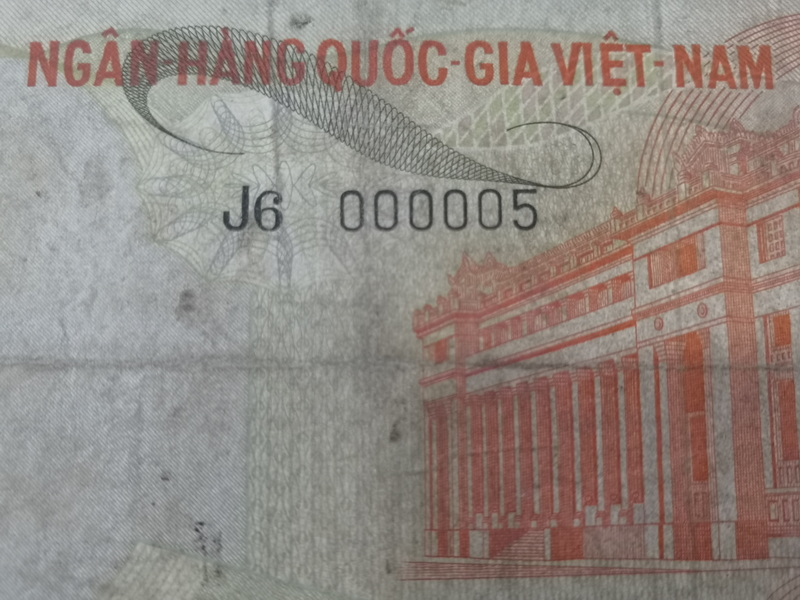 NGÂN-HÀNG QUỐC-GIA VIỆT-NAM
J6 000005